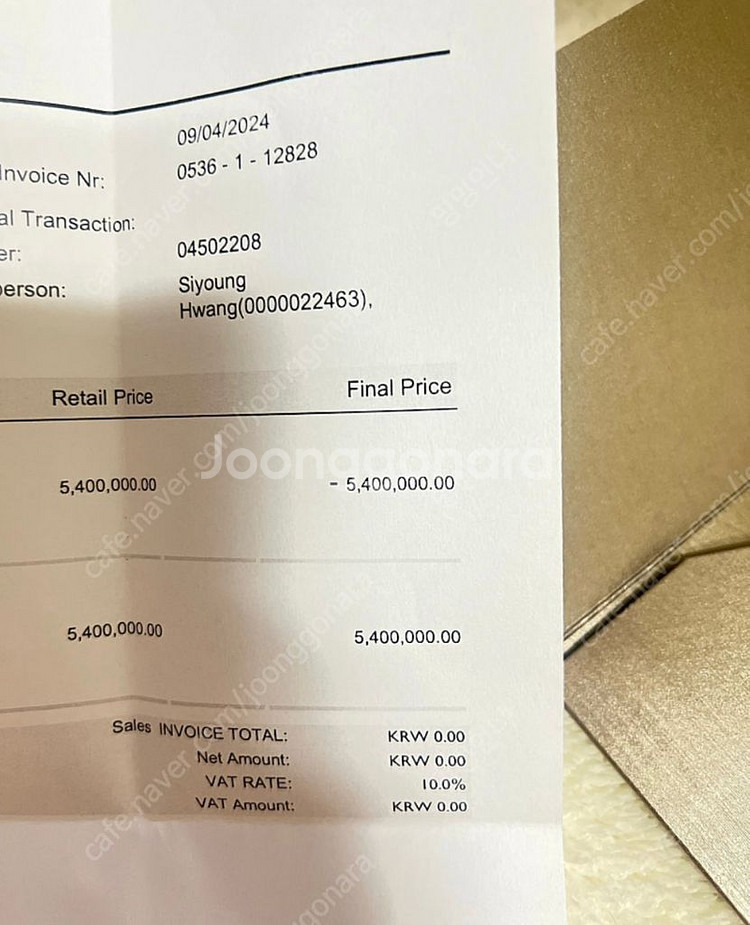 09/04/2024
Invoice Nr: 0536 - 1 - 12828
al Transaction:
er: 04502208
erson: Siyoung
Hwang(0000022463),
Retail Price Final Price
Joonggonara
5,400,000.00 - 5,400,000.00
5,400,000.00 5,400,000.00
Sales INVOICE TOTAL: KRW 0.00
Net Amount: KRW 0.00
VAT RATE: 10.0%
VAT Amount: KRW 0.00
cafe.naver.com/joonggonara